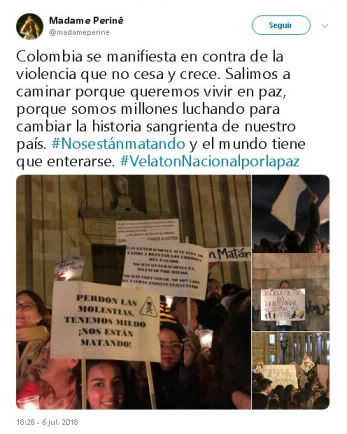 Madame Periné
@madameperine
Seguir
Colombia se manifiesta en contra de la
violencia que no cesa y crece. Salimos a
caminar porque queremos vivir en paz,
porque somos millones luchando para
cambiar la historia sangrienta de nuestro
país. #Nosestánmatando y el mundo tiene
que enterarse. #VelatonNacionalporlapaz
PERDÓN LAS
MOLESTIAS,
TENEMOS MIEDO
¡NOS ESTÁN
MATANDO!
18:28 - 6 jul. 2018